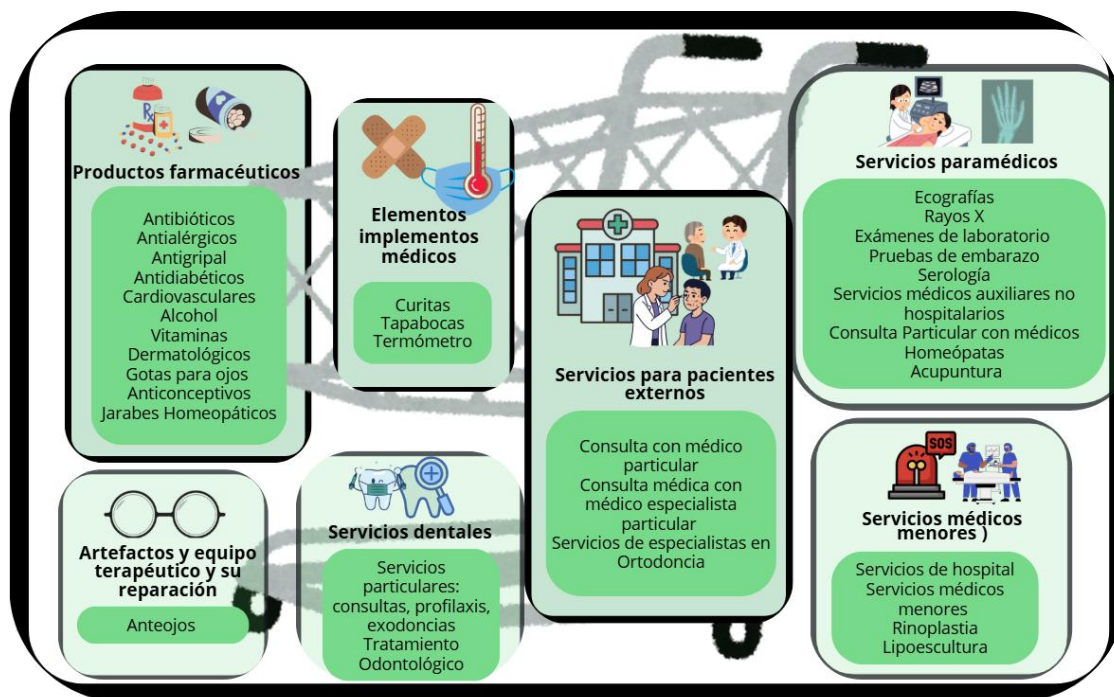 Productos farmacéuticos
Antibióticos
Antialérgicos
Antigripal
Antidiabéticos
Cardiovasculares
Alcohol
Vitaminas
Dermatológicos
Gotas para ojos
Anticonceptivos
Jarabes Homeopáticos
Elementos
implementos
médicos
Curitas
Tapabocas
Termómetro
Servicios para pacientes
externos
Consulta con médico
particular
Consulta médica con
médico especialista
particular
Servicios de especialistas en
Ortodoncia
Servicios paramédicos
Ecografías
Rayos X
Exámenes de laboratorio
Pruebas de embarazo
Serología
Servicios médicos auxiliares no
hospitalarios
Consulta Particular con médicos
Homeópatas
Acupuntura
Artefactos y equipo
terapéutico y su
reparación
Anteojos
Servicios dentales
Servicios
particulares:
consultas, profilaxis,
exodoncias
Tratamiento
Odontológico
SOS
Servicios médicos
menores )
Servicios de hospital
Servicios médicos
menores
Rinoplastia
Lipoescultura
Rx